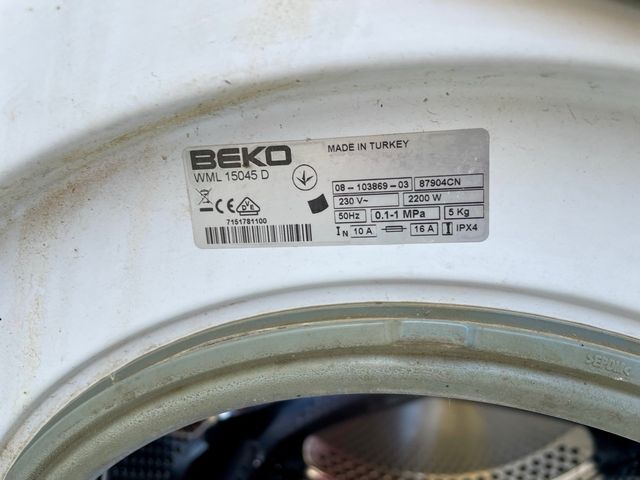 BEKO
MADE IN TURKEY
WML 15045 D
08-103869-03 87904CN
230 V~ 2200 W
50Hz 0.1-1 MPa 5 Kg
IN 10 A 16 A IPX4
CE
7151781100